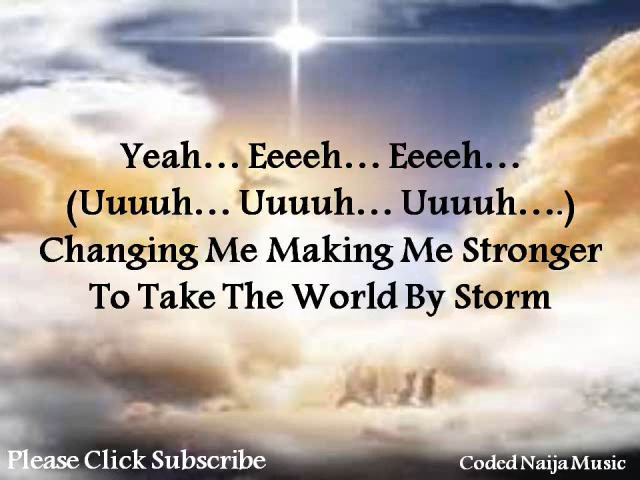 Yeah... Eeeeh... Eeeeh...
(Uuuuh... Uuuuh... Uuuuh....)
Changing Me Making Me Stronger
To Take The World By Storm
Please Click Subscribe
Coded Naija Music